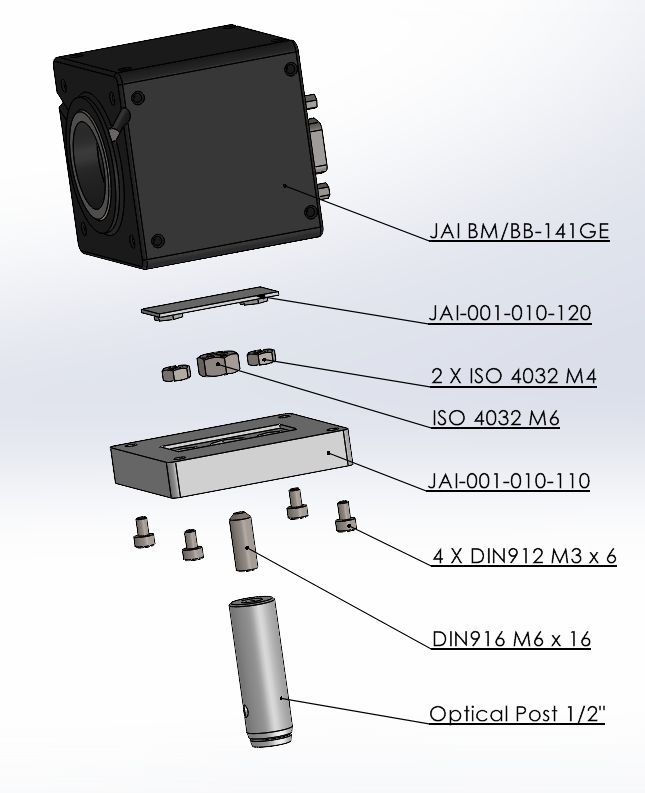 JAI BM/BB-141GE
JAI-001-010-120
2 X ISO 4032 M4
ISO 4032 M6
JAI-001-010-110
4 X DIN912 M3 x 6
DIN916 M6 x 16
Optical Post 1/2"